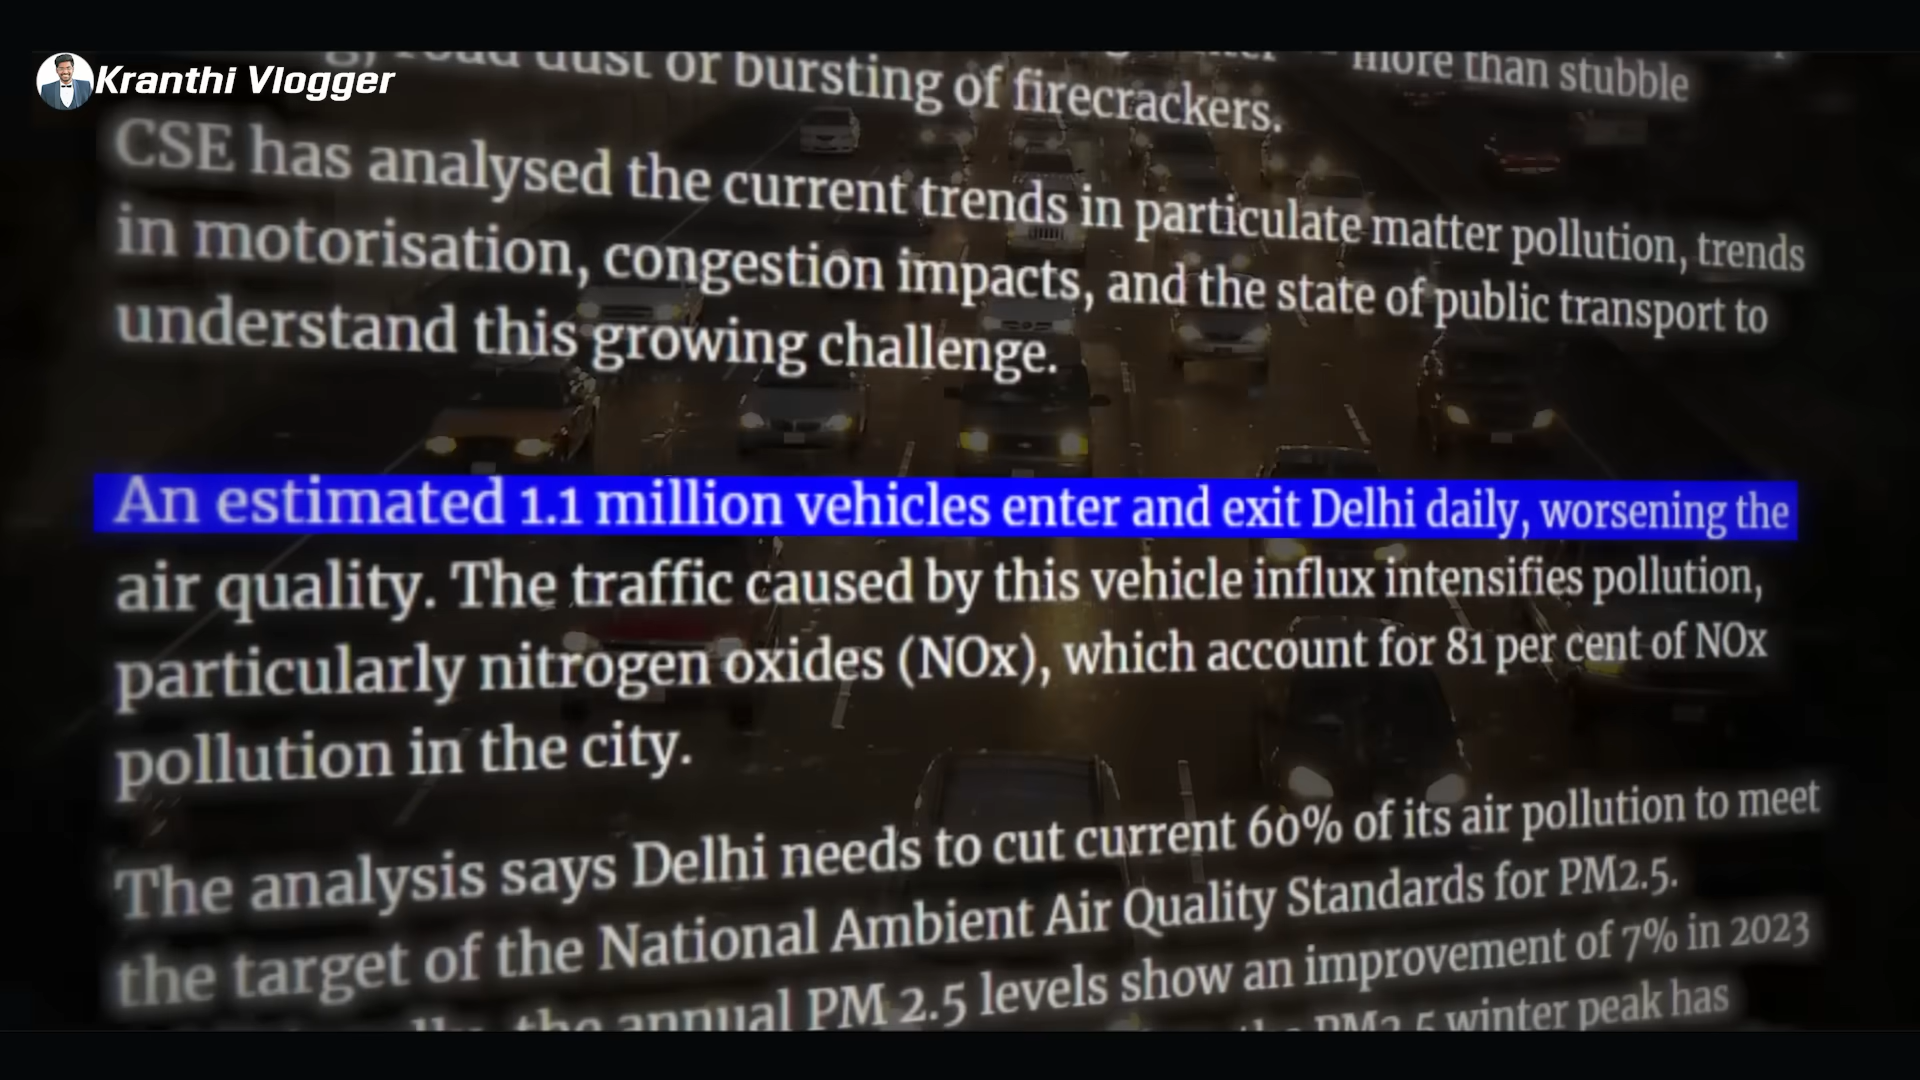 Kranthi Vlogger
road dust or bursting of firecrackers.
more than stubble
CSE has analysed the current trends in particulate matter pollution, trends
in motorisation, congestion impacts, and the state of public transport to
understand this growing challenge.
An estimated 1.1 million vehicles enter and exit Delhi daily, worsening the
air quality. The traffic caused by this vehicle influx intensifies pollution,
particularly nitrogen oxides (NOx), which account for 81 per cent of NOx
pollution in the city.
The analysis says Delhi needs to cut current 60% of its air pollution to meet
the target of the National Ambient Air Quality Standards for PM2.5.
the annual PM 2.5 levels show an improvement of 7% in 2023
PM2.5 winter peak has